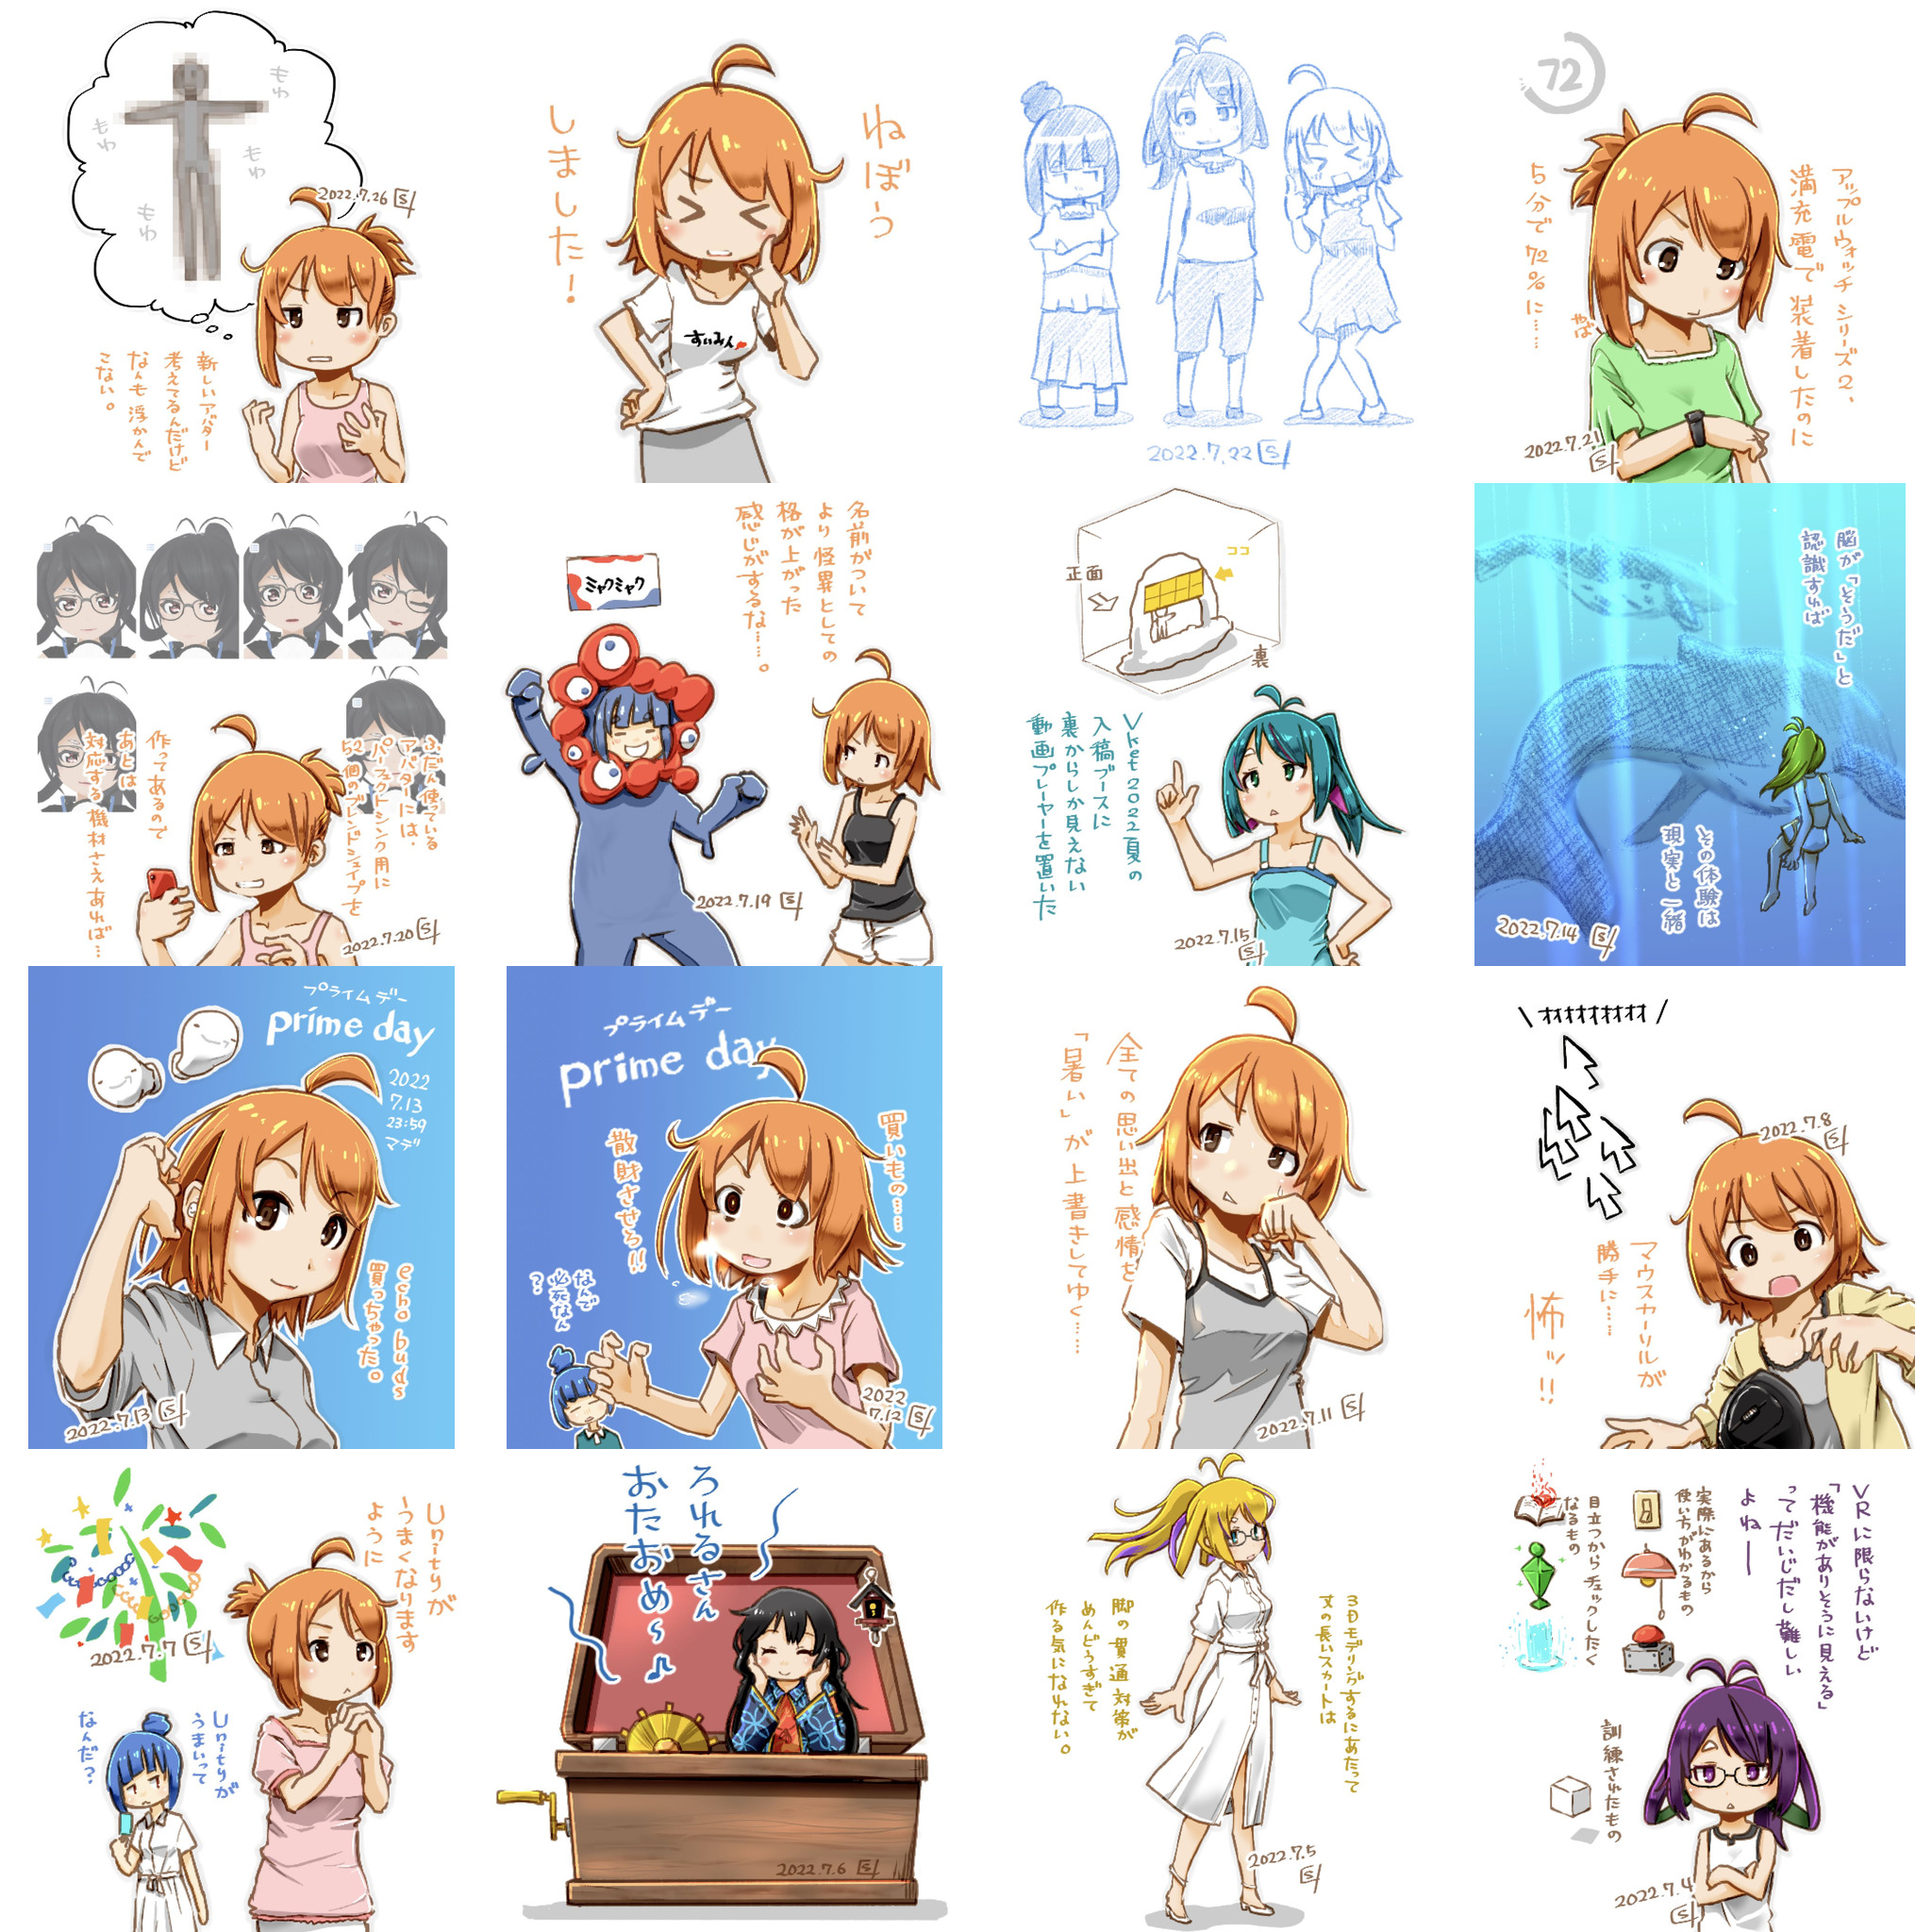 もわ
もわ
もわ
もわ
2022.7.26
新しいアバター
考えてるんだけど
なんも浮かんで
こない。
ねぼう
しました!
すいみん
2022.7.22
72
アップルウォッチシリーズ2、
満充電で装着したのに
5分で72%に……
やば
2022.7.21
ふだん使っている
アバターには、
パーフェクトシンク用に
52個のブレンドシェイプを
作ってあるので
あとは
対応する機材さえあれば…
2022.7.20
名前がついて
より怪異としての
格が上がった
感じがするな……。
ミャクミャク
2022.7.19
ココ
正面
裏
Vket2022夏の
入稿ブースに
裏からしか見えない
動画プレーヤーを置いた
2022.7.15
脳が「そうだ」と
認識すれば
その体験は
現実と一緒
2022.7.14
プライムデー
prime day
2022
7.13
23:59
マデ
echo buds
買っちゃった。
2022.7.13
プライムデー
prime day
買いもの……
散財させろ!!
なんで
必死なん
?
2022
7.12
全ての思い出と感情を
「暑い」が上書きしてゆく……
2022.7.11
\オオオオオオオオオ/
2022.7.8
マウスカーソルが
勝手に……
怖ッ!!
Unityが
うまくなります
ように
2022.7.7
Unityが
うまいって
なんだ?
ろれるさん
おたおめ〜♪
2022.7.6
3Dモデリングするにあたって
丈の長いスカートは
脚の貫通対策が
めんどうすぎて
作る気になれない。
2022.7.5
VRに限らないけど
「機能がありそうに見える」
ってだいじだし難しい
よねー
実際にあるから
使い方がわかるもの
目立つからチェックしたく
なるもの
訓練されたもの
2022.7.4